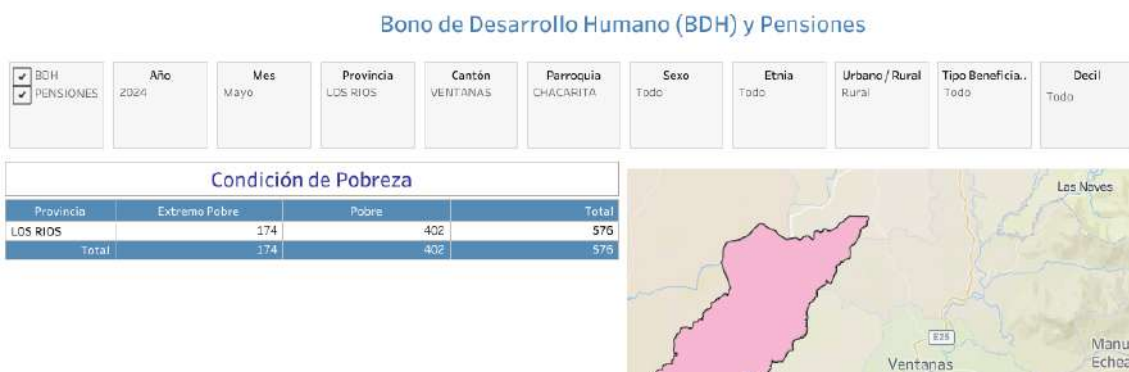 Bono de Desarrollo Humano (BDH) y Pensiones
BDH
PENSIONES
Año
2024
Mes
Mayo
Provincia
LOS RIOS
Cantón
VENTANAS
Parroquia
CHACARITA
Sexo
Todo
Etnia
Todo
Urbano / Rural
Rural
Tipo Beneficia..
Todo
Decil
Todo
Condición de Pobreza
Provincia Extremo Pobre Pobre Total
LOS RIOS 174 402 576
Total 174 402 576
Las Naves
E25
Ventanas
Manu
Echea